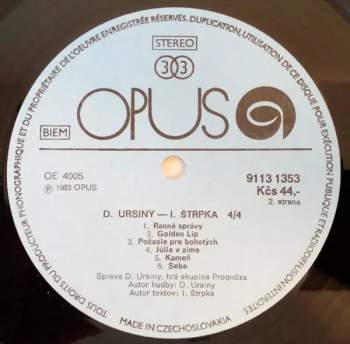 TOUS DROITS DU PRODUCTEUR PHONOGRAPHIQUE ET DU PROPRIÉTAIRE DE L'OEUVRE ENREGISTRÉE RÉSERVÉS. DUPLICATION, UTILISATION DE CE DISQUE POUR EXÉCUTION PUBLIQUE ET RADIODIFFUSION INTERDITES
STEREO
33
OPUS
BIEM
OE 4005
℗ 1983 OPUS
9113 1353
Kčs 44,-
2. strana
D. URSINY — I. ŠTRPKA 4/4
1. Ranné správy
2. Golden Lip
3. Počasie pre bohatých
4. Júlia v zime
5. Kameň
6. Sebe
Spieva D. Ursiny, hrá skupina Prognóza
Autor hudby: D. Ursiny
Autor textov: I. Štrpka
MADE IN CZECHOSLOVAKIA